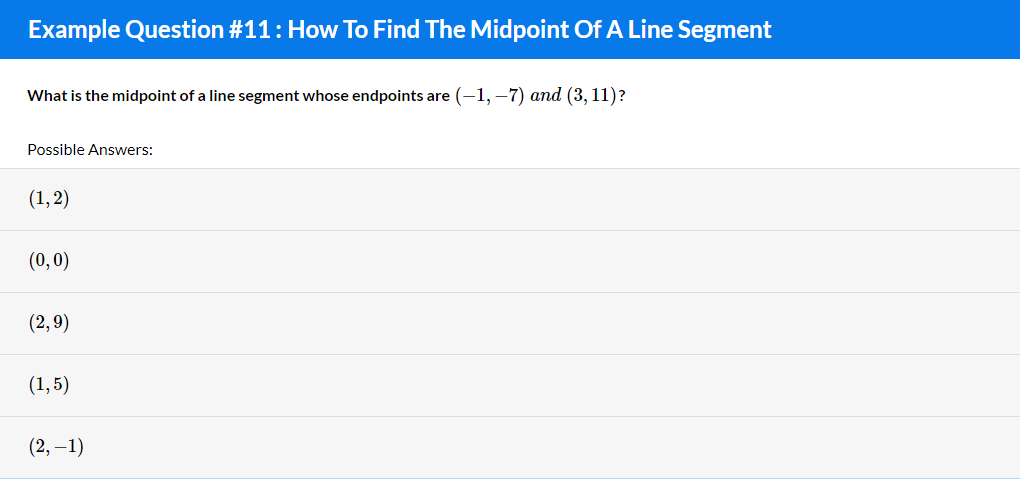 Example Question #11 : How To Find The Midpoint Of A Line Segment
What is the midpoint of a line segment whose endpoints are (−1, −7) and (3, 11)?
Possible Answers:
(1, 2)
(0, 0)
(2, 9)
(1, 5)
(2, −1)